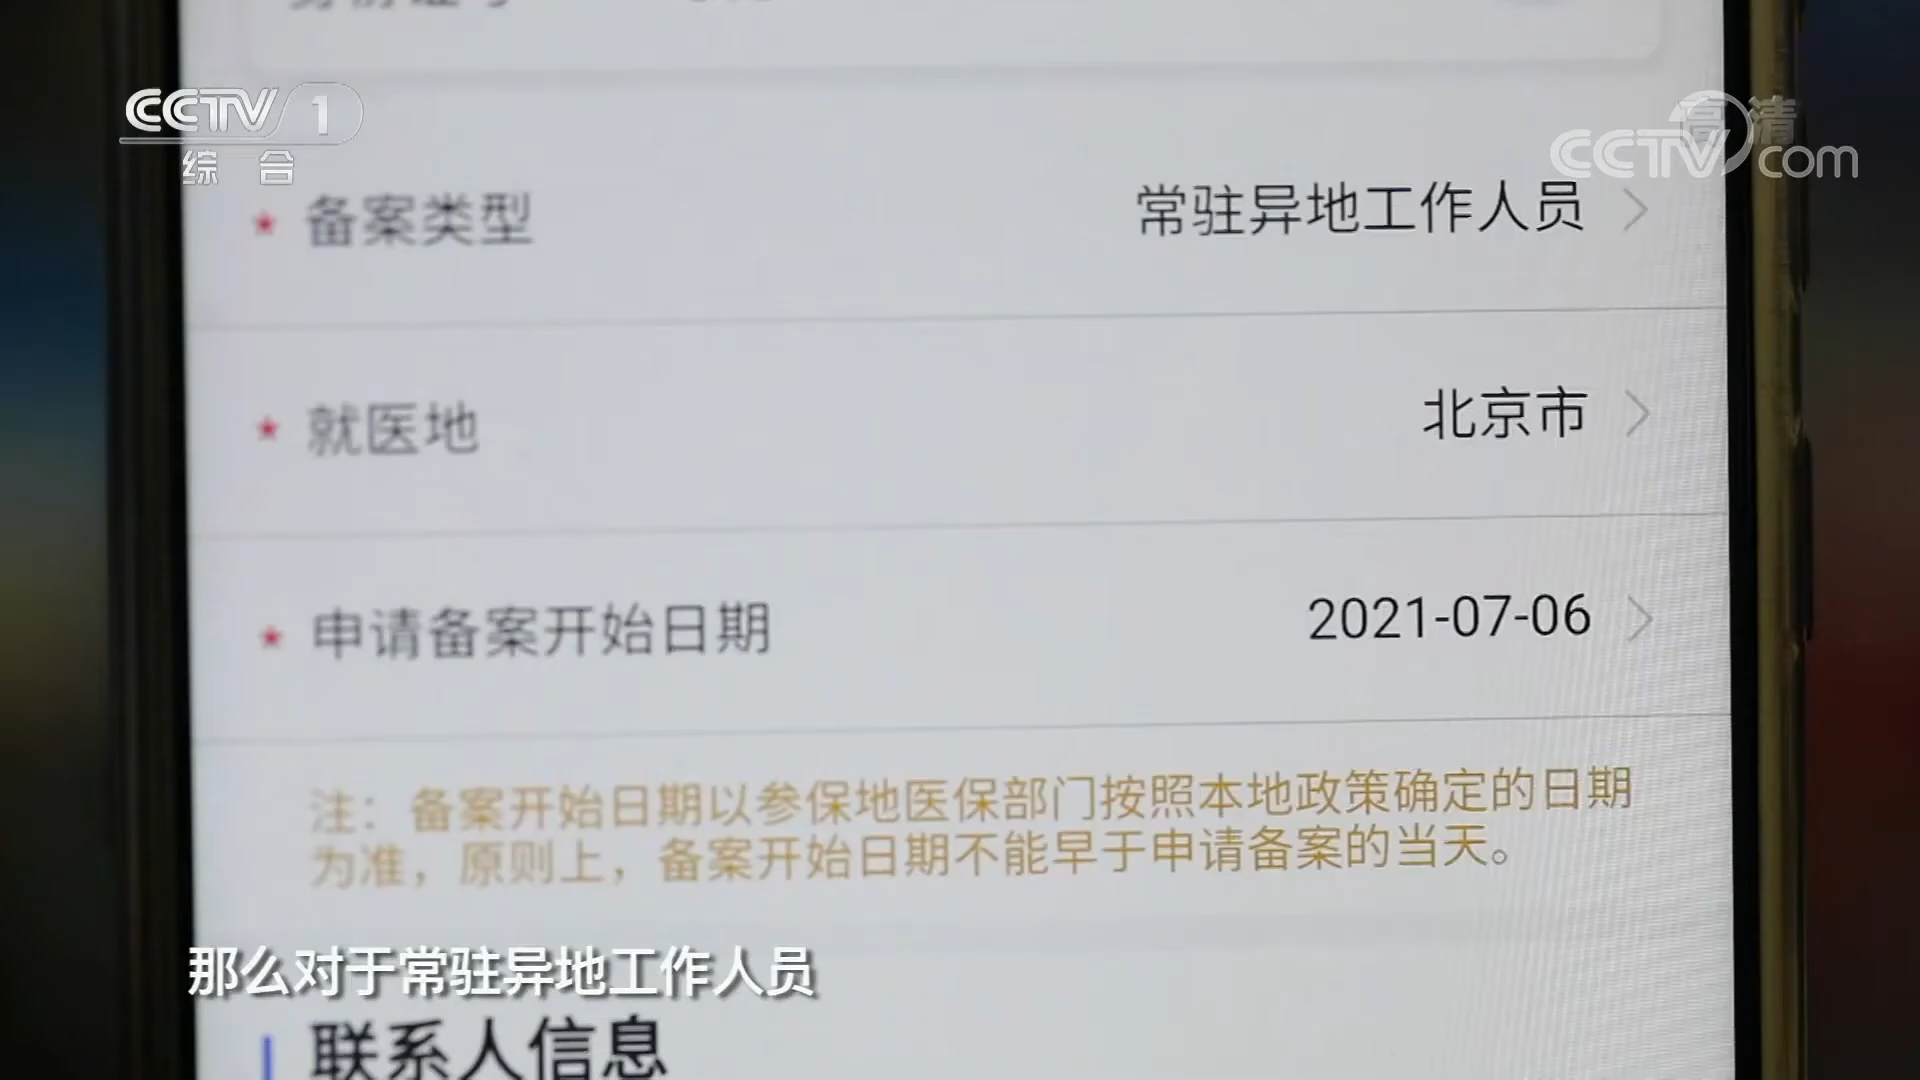 CCTV 1
综合
高清
CCTV com
* 备案类型 常驻异地工作人员 >
* 就医地 北京市 >
* 申请备案开始日期 2021-07-06 >
注：备案开始日期以参保地医保部门按照本地政策确定的日期
为准，原则上，备案开始日期不能早于申请备案的当天。
那么对于常驻异地工作人员
联系人信息